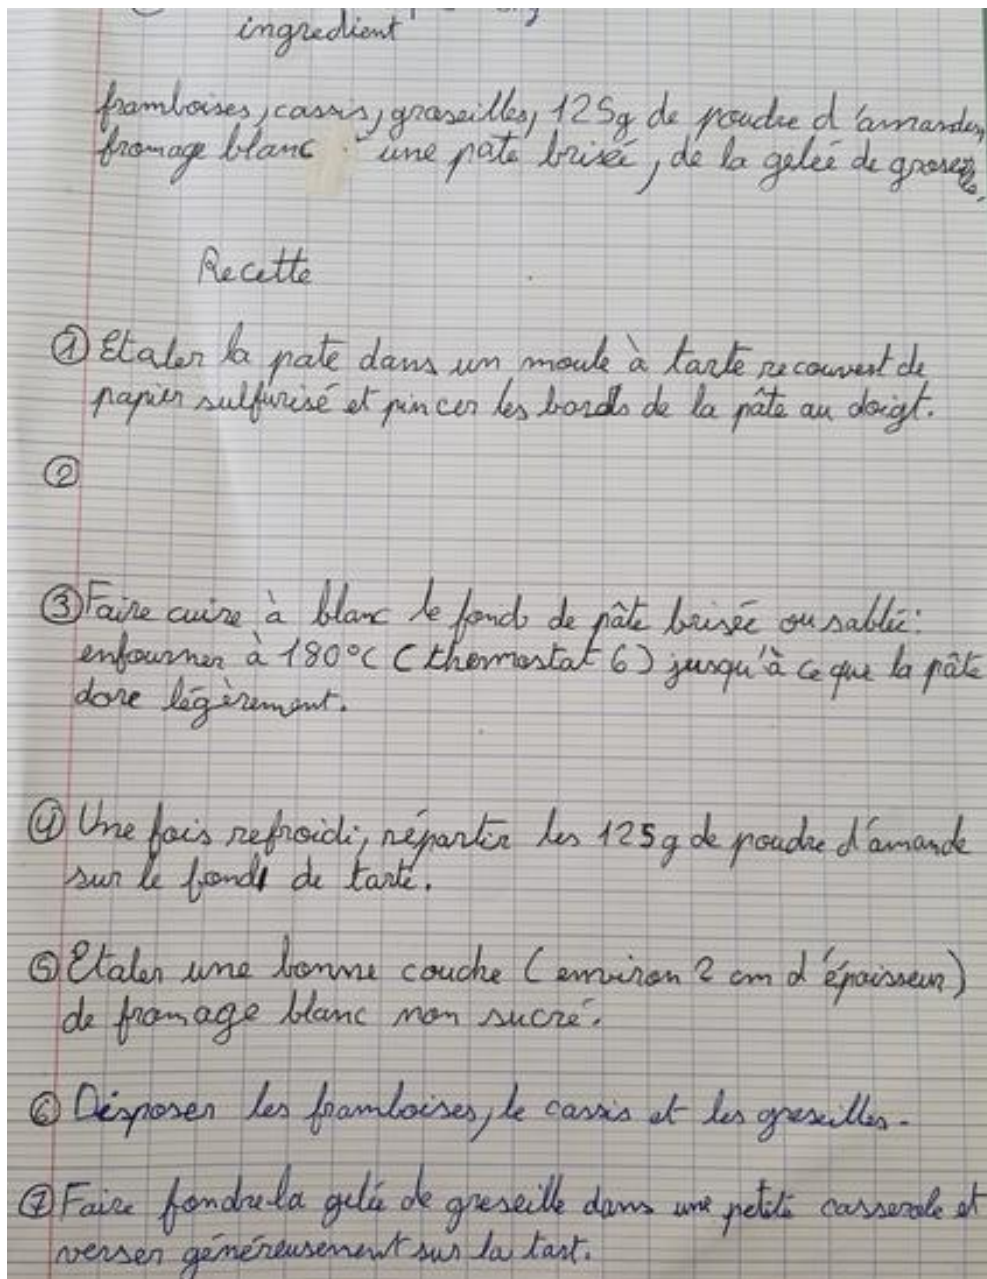 ingredient
framboises, cassis, groseilles, 125g de poudre d'amandes,
fromage blanc une pate brisée, de la geleé de groseilles.
Recette
① Etaler la pate dans un moule à tarte recouvert de
papier sulfurisé et pincer les bords de la pâte au doigt.
②
③ Faire cuire à blanc le fond de pâte brisée ou sablée:
enfourner à 180°C (thermostat 6) jusqu'à ce que la pâte
dore légèrement.
④ Une fois refroidi, répartir les 125g de poudre d'amande
sur le fond de tarte.
⑤ Etaler une bonne couche (environ 2 cm d'épaisseur)
de fromage blanc non sucré.
⑥ Disposer les framboises, le cassis et les groseilles.
⑦ Faire fondre la gelée de groseille dans une petite casserole et
verser généreusement sur la tart.